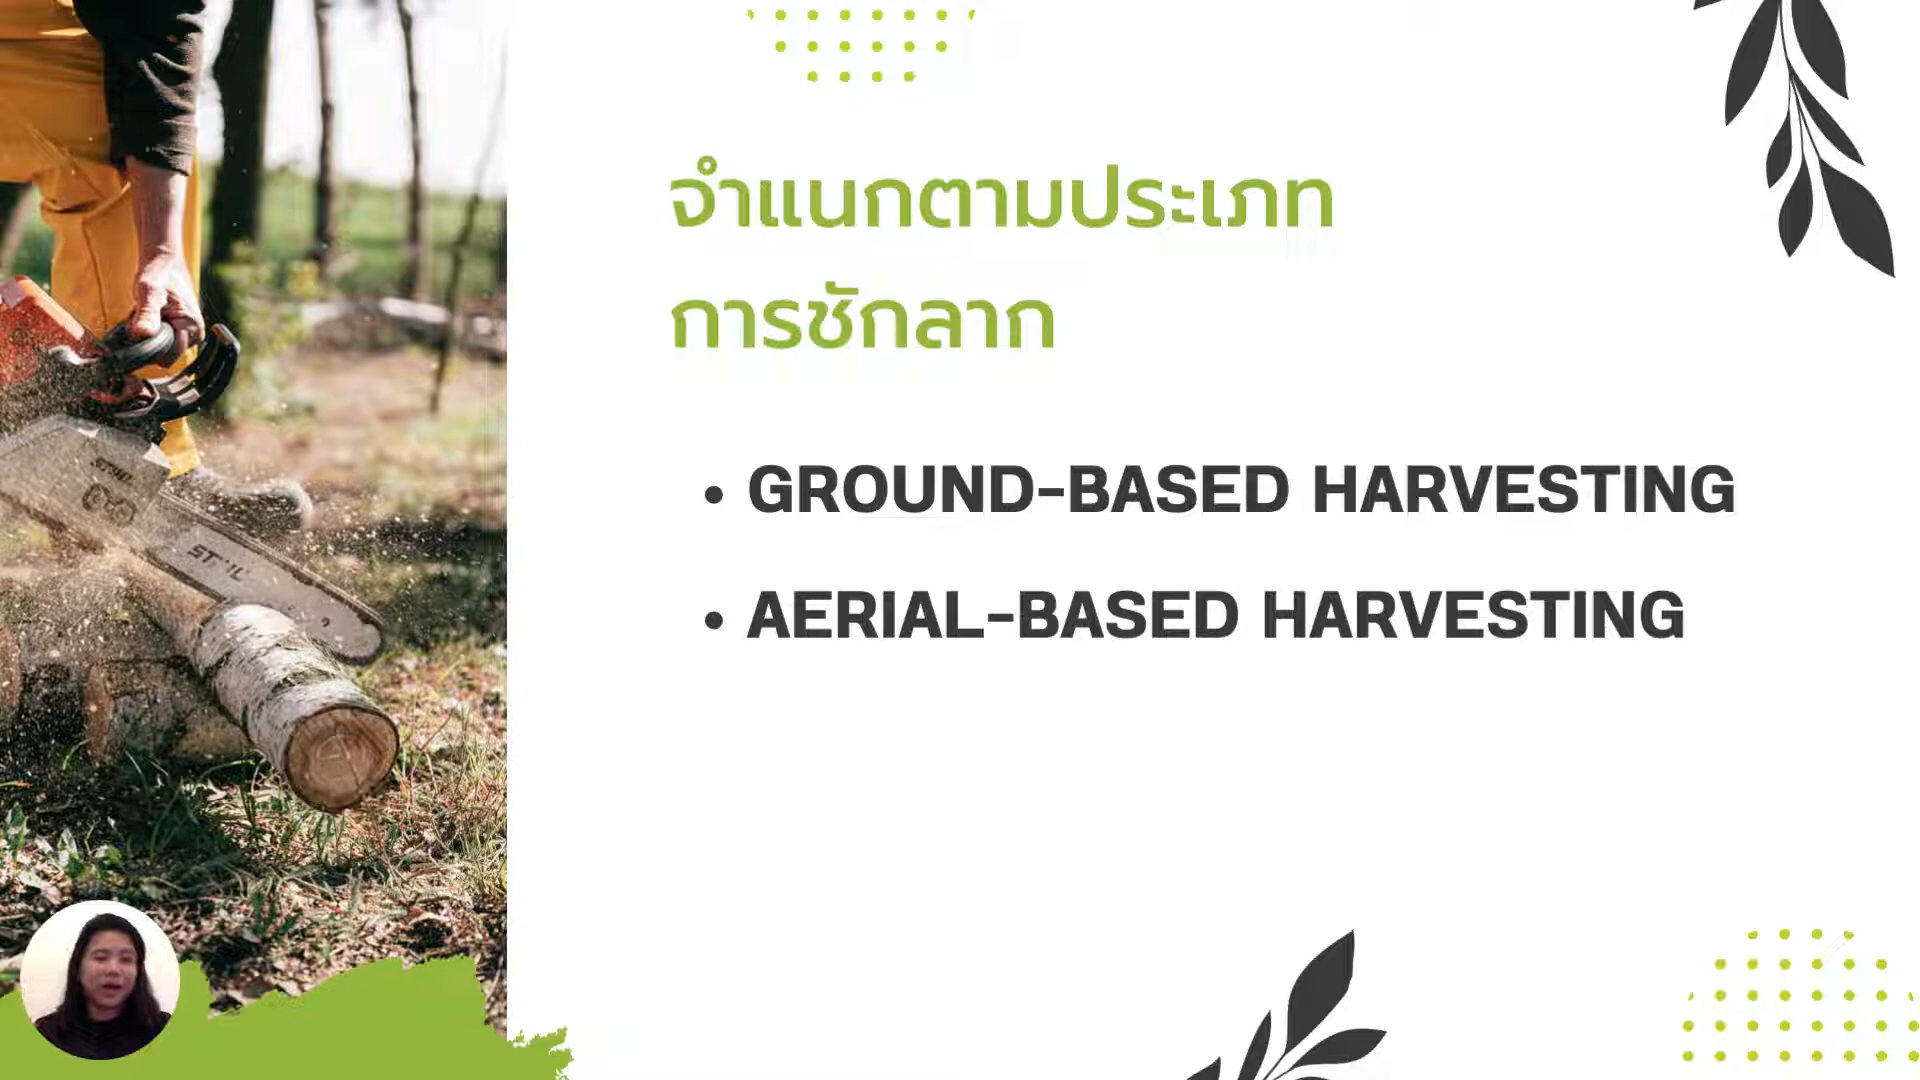 จำแนกตามประเภท
การชักลาก
• GROUND-BASED HARVESTING
• AERIAL-BASED HARVESTING
STIHL